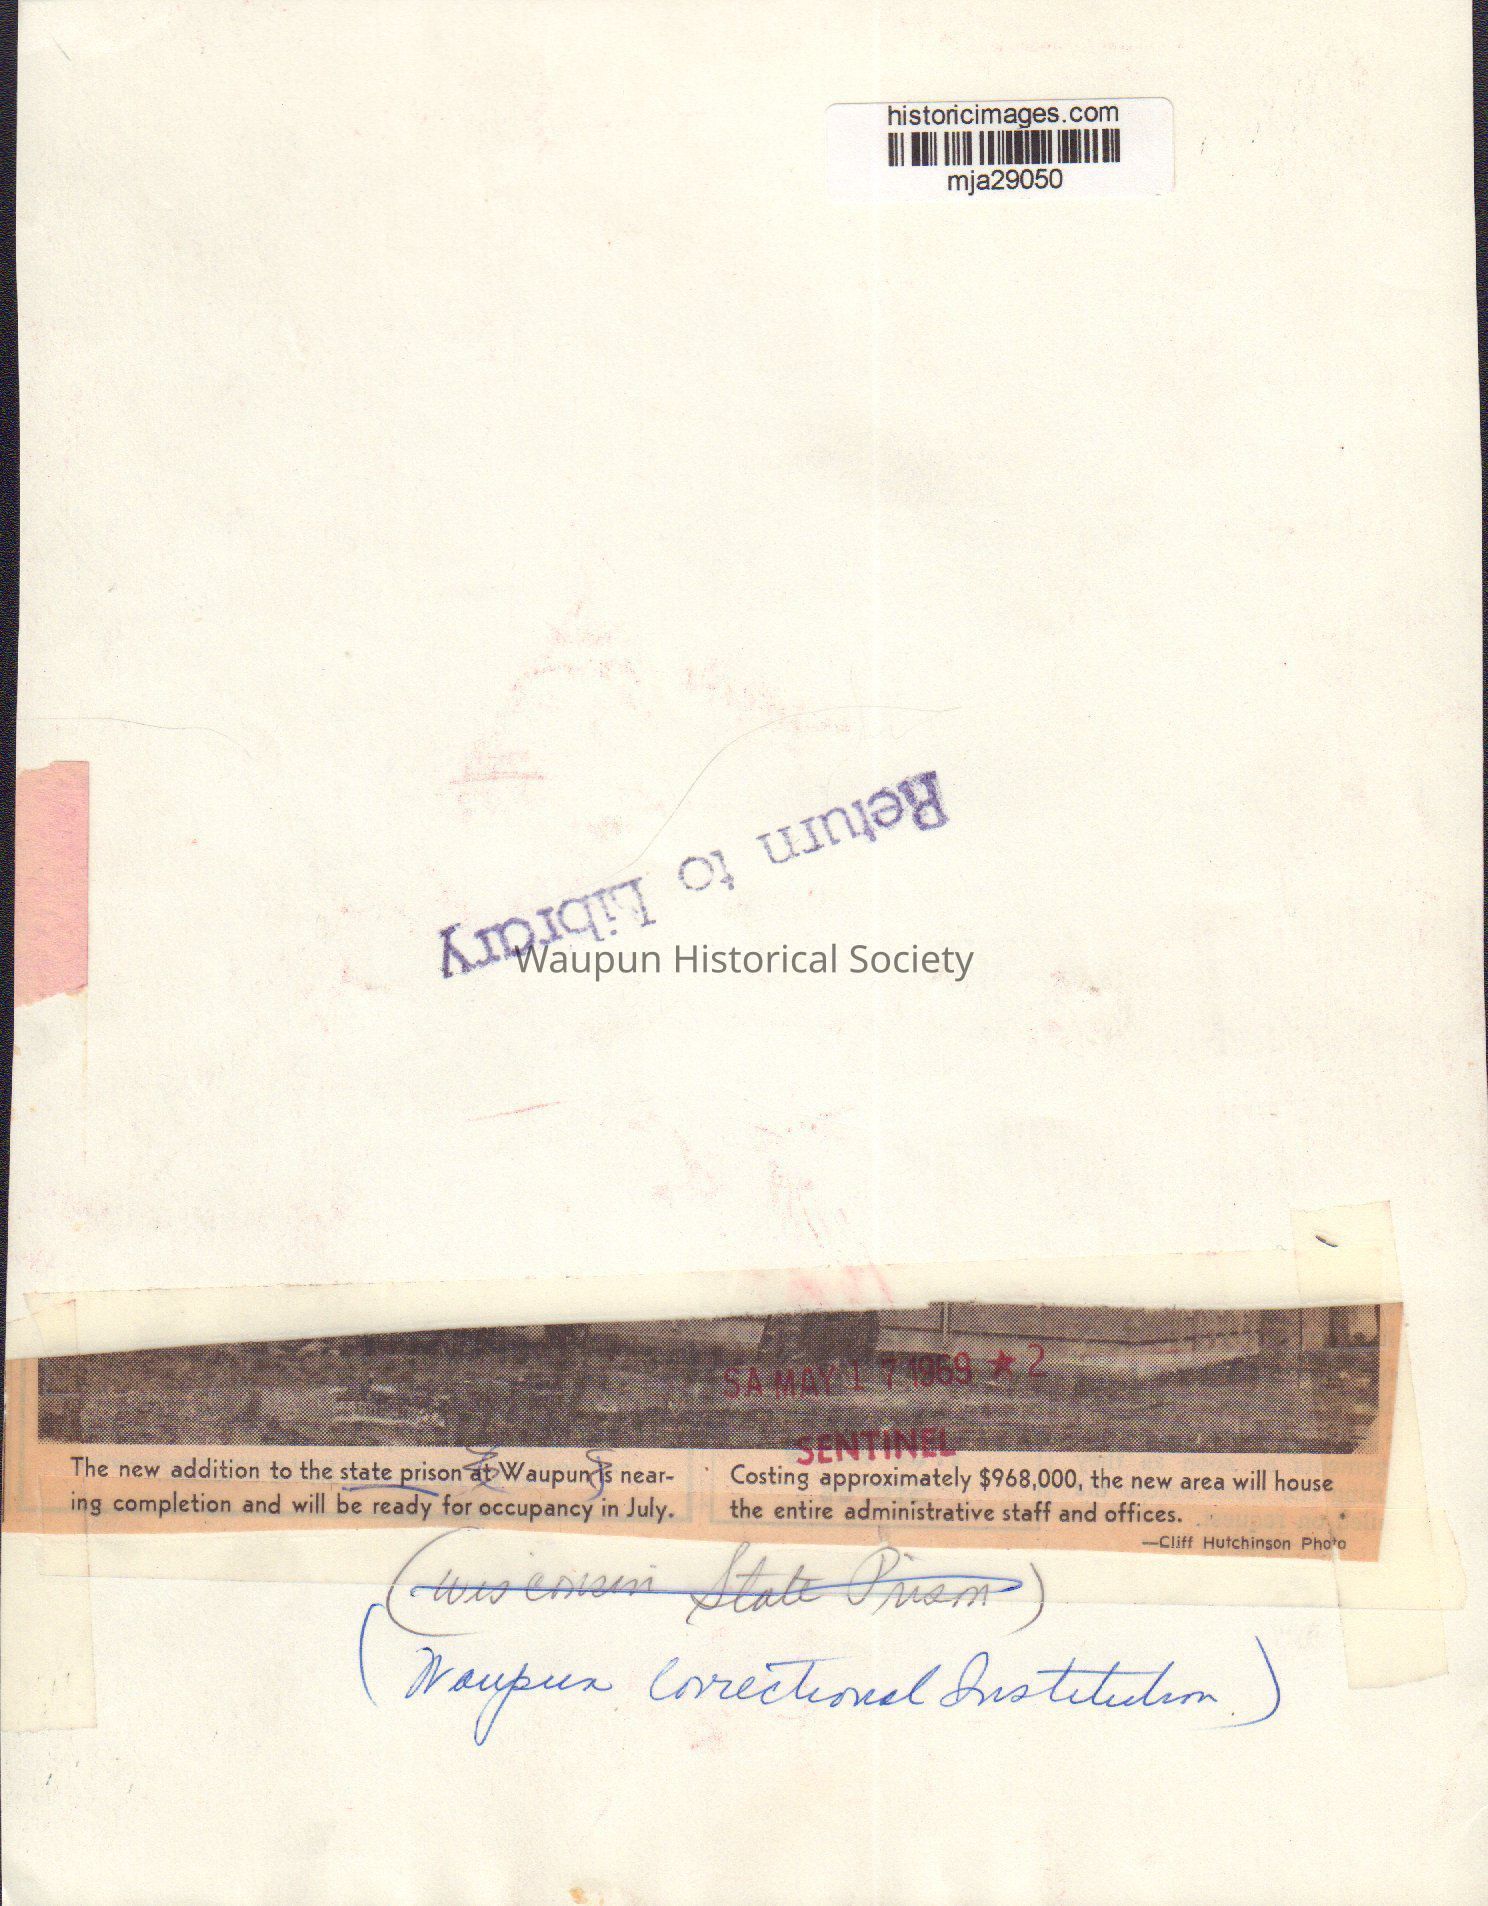 historicimages.com
mja29050
Return to Library
Waupun Historical Society
SA MAY 17 1969 ★ 2
SENTINEL
The new addition to the state prison at Waupun is near-
ing completion and will be ready for occupancy in July.
Costing approximately $968,000, the new area will house
the entire administrative staff and offices.
—Cliff Hutchinson Photo
(Wisconsin State Prison)
(Waupun Correctional Institution)